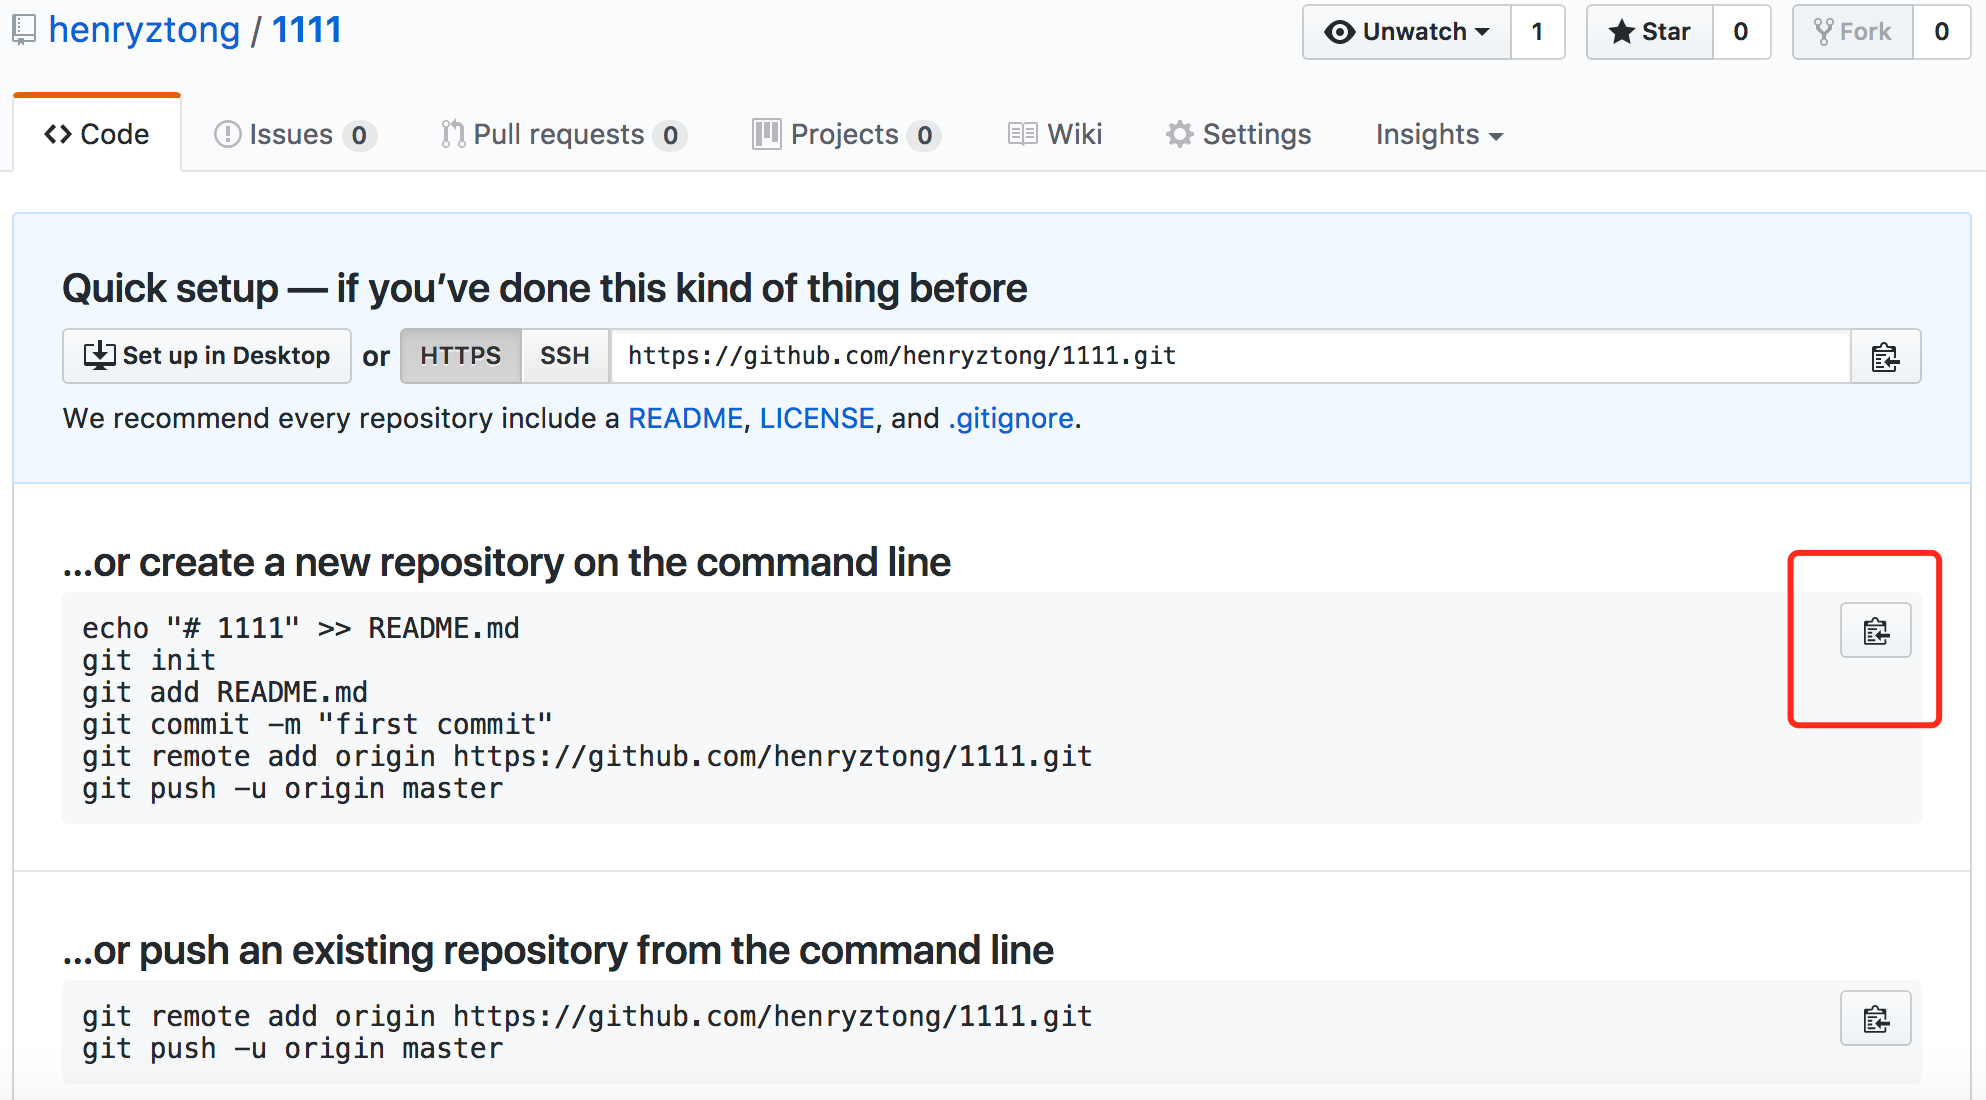 henryztong / 1111
Unwatch 1 Star 0 Fork 0
Code Issues 0 Pull requests 0 Projects 0 Wiki Settings Insights
Quick setup — if you’ve done this kind of thing before
Set up in Desktop or HTTPS SSH https://github.com/henryztong/1111.git
We recommend every repository include a README, LICENSE, and .gitignore.
…or create a new repository on the command line
echo "# 1111" >> README.md
git init
git add README.md
git commit -m "first commit"
git remote add origin https://github.com/henryztong/1111.git
git push -u origin master
…or push an existing repository from the command line
git remote add origin https://github.com/henryztong/1111.git
git push -u origin master